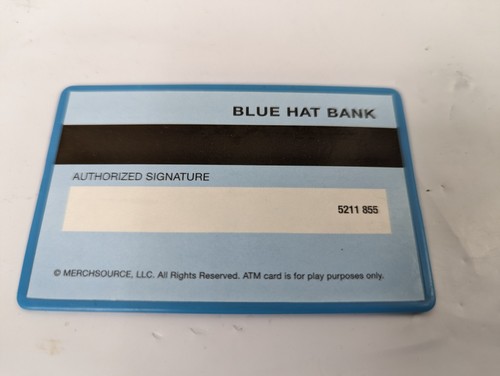 BLUE HAT BANK
AUTHORIZED SIGNATURE
5211 855
© MERCHSOURCE, LLC. All Rights Reserved. ATM card is for play purposes only.